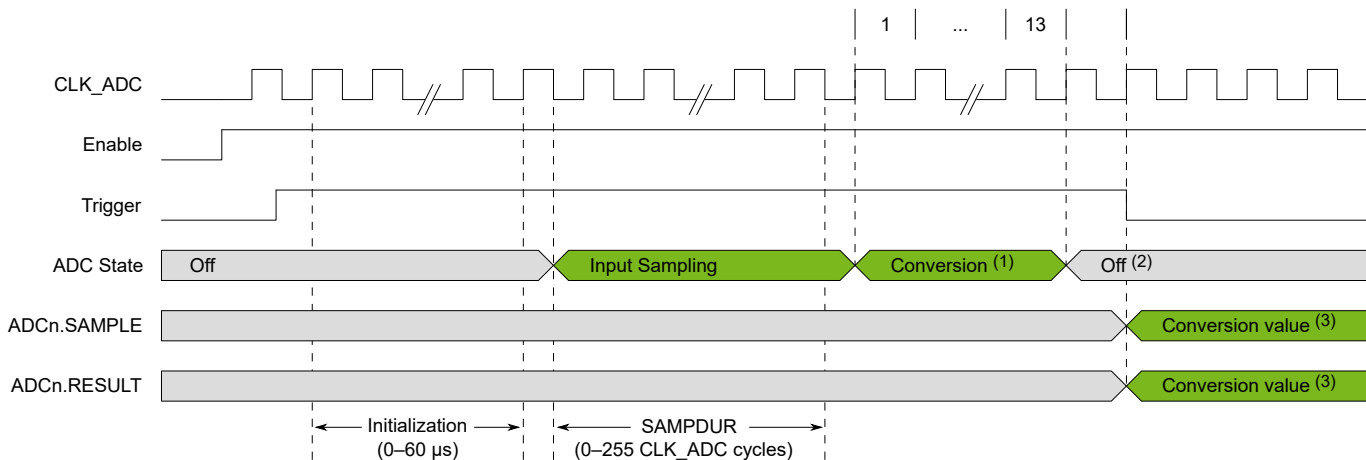 1 ... 13
CLK_ADC
Enable
Trigger
ADC State Off Input Sampling Conversion (1) Off (2)
ADCn.SAMPLE Conversion value (3)
ADCn.RESULT Conversion value (3)
Initialization SAMPDUR
(0–60 µs) (0–255 CLK_ADC cycles)